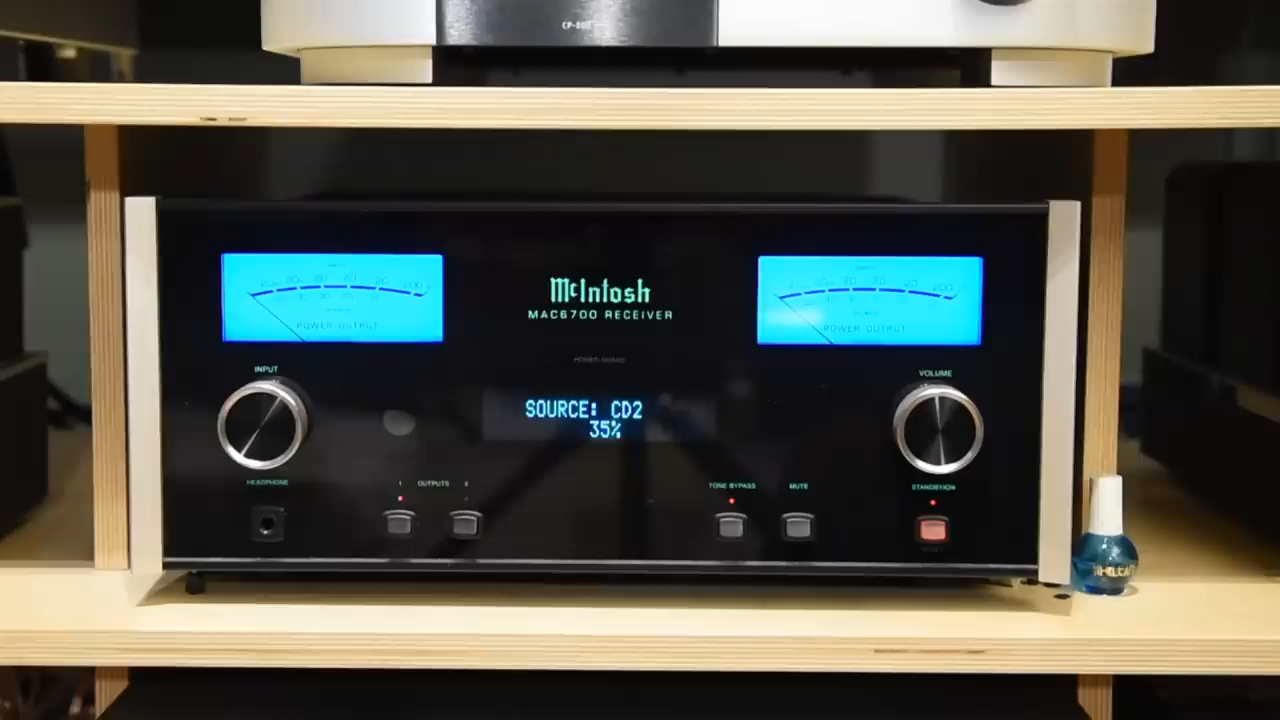 McIntosh
MAC6700 RECEIVER
POWER OUTPUT
POWER OUTPUT
INPUT
VOLUME
SOURCE: CD2
35%
HEADPHONE
1 OUTPUTS 2
TONE BYPASS
MUTE
STANDBY/ON